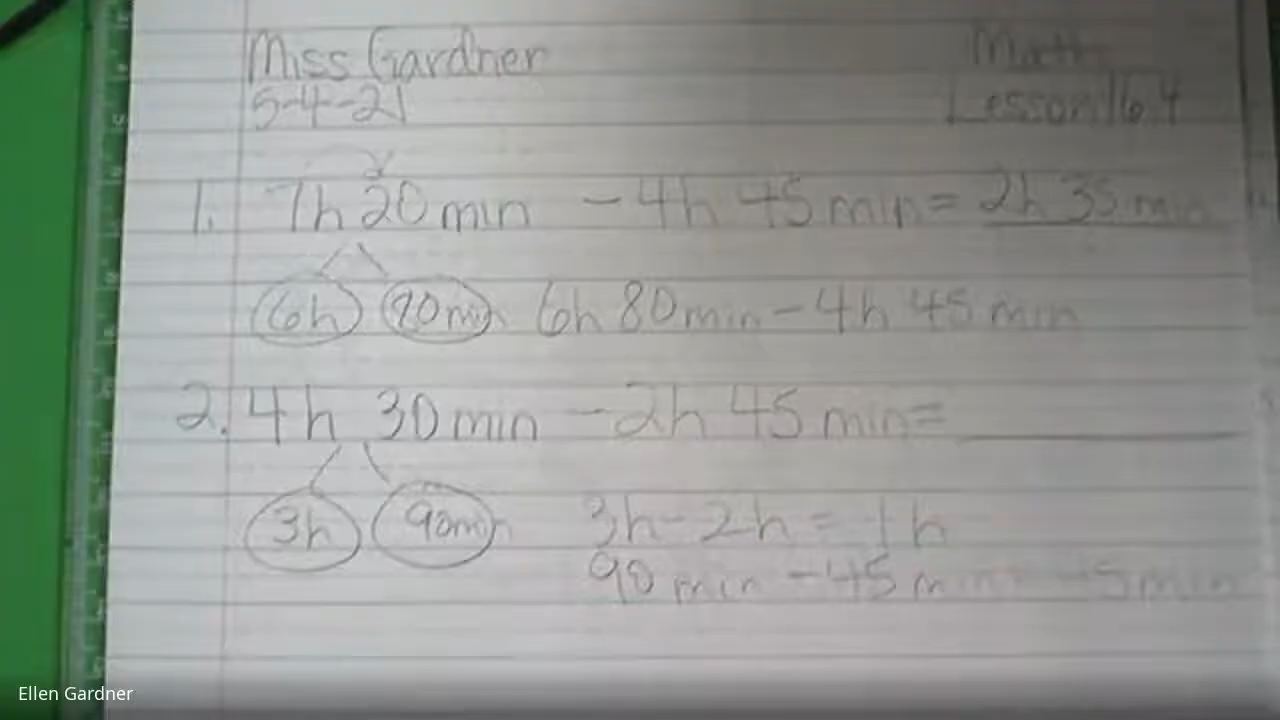 Miss Gardner Math
5-4-21 Lesson 16.4
1. 7h 20 min - 4h 45 min = 2h 35 min
6h 80 min 6h 80 min - 4h 45 min
2. 4h 30 min - 2h 45 min =
3h 90 min 3h - 2h = 1h
90 min - 45 min
Ellen Gardner